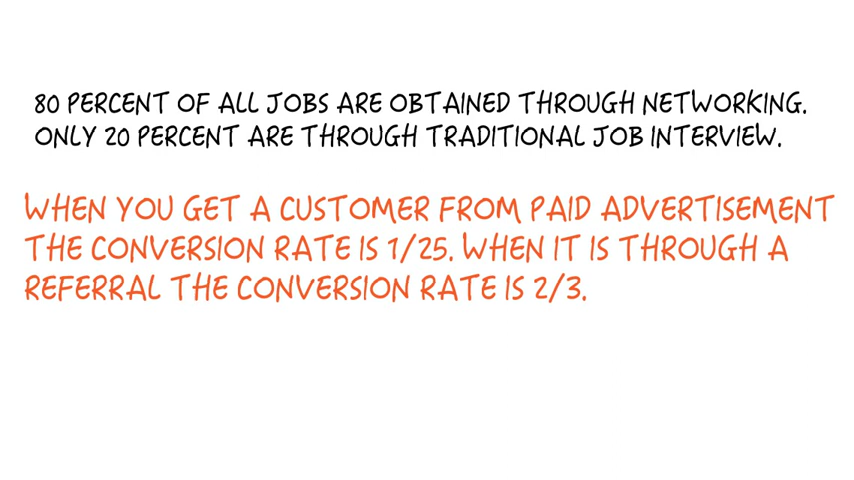 80 PERCENT OF ALL JOBS ARE OBTAINED THROUGH NETWORKING.
ONLY 20 PERCENT ARE THROUGH TRADITIONAL JOB INTERVIEW.
WHEN YOU GET A CUSTOMER FROM PAID ADVERTISEMENT
THE CONVERSION RATE IS 1/25. WHEN IT IS THROUGH A
REFERRAL THE CONVERSION RATE IS 2/3.